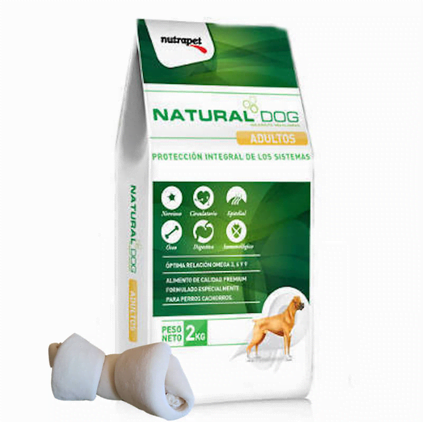 nutrapet
NATURAL DOG
ADULTOS
PROTECCIÓN INTEGRAL DE LOS SISTEMAS
Nervioso Circulatorio Epitelial
Óseo Digestivo Inmunológico
ÓPTIMA RELACIÓN OMEGA 3, 6 Y 9
ALIMENTO DE CALIDAD PREMIUM
FORMULADO ESPECIALMENTE
PARA PERROS CACHORROS.
PESO
NETO 2KG
NATURAL DOG
ADULTOS